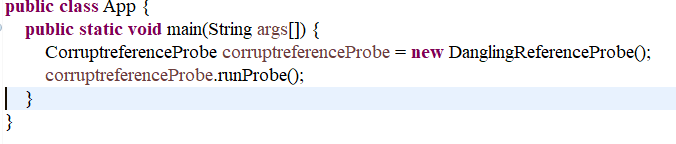 public class App {
public static void main(String args[]) {
CorruptreferenceProbe corruptreferenceProbe = new DanglingReferenceProbe();
corruptreferenceProbe.runProbe();
}
}